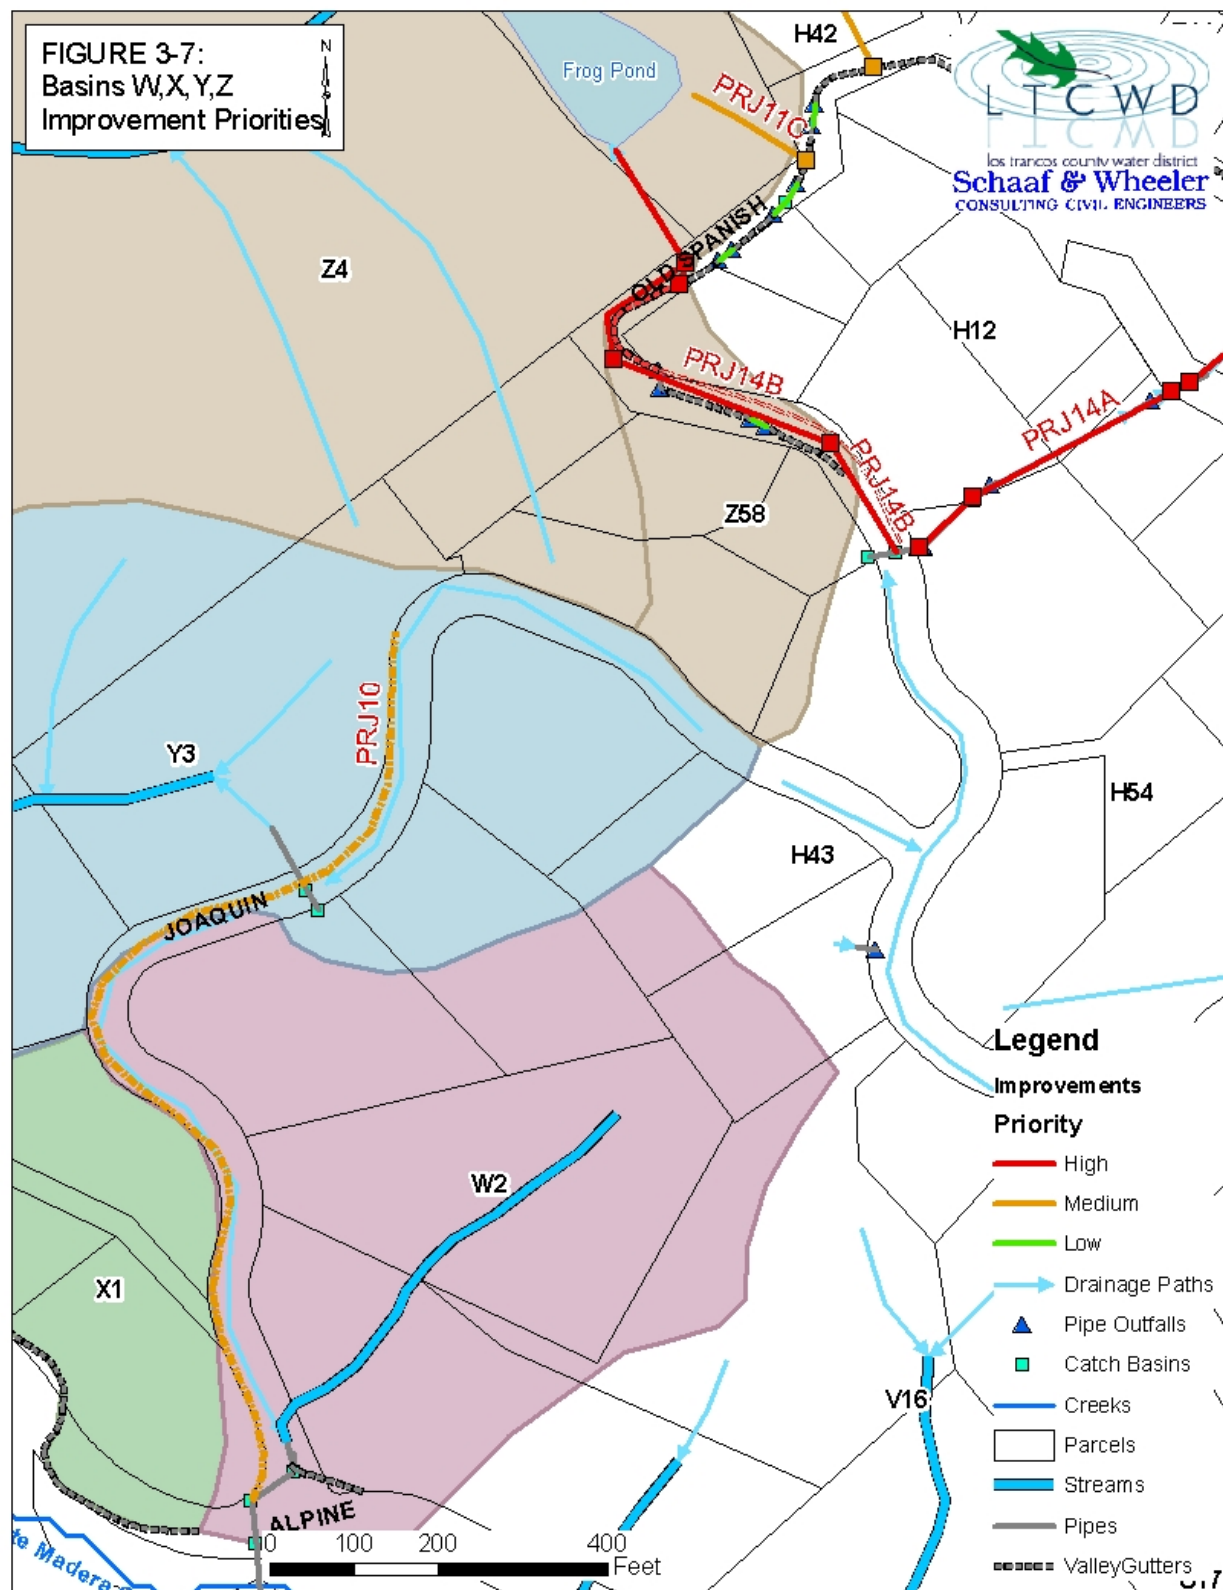 FIGURE 3-7:
Basins W,X,Y,Z
Improvement Priorities
N
H42
Frog Pond
PRJ11C
LTCWD
los trancos county water district
Schaaf & Wheeler
CONSULTING CIVIL ENGINEERS
OLD SPANISH
Z4
H12
PRJ14B
PRJ14A
PRJ14B
Z58
PRJ10
Y3
H54
H43
JOAQUIN
W2
X1
V16
ALPINE
te Madera
0 100 200 400
Feet
Legend
Improvements
Priority
High
Medium
Low
Drainage Paths
Pipe Outfalls
Catch Basins
Creeks
Parcels
Streams
Pipes
ValleyGutters